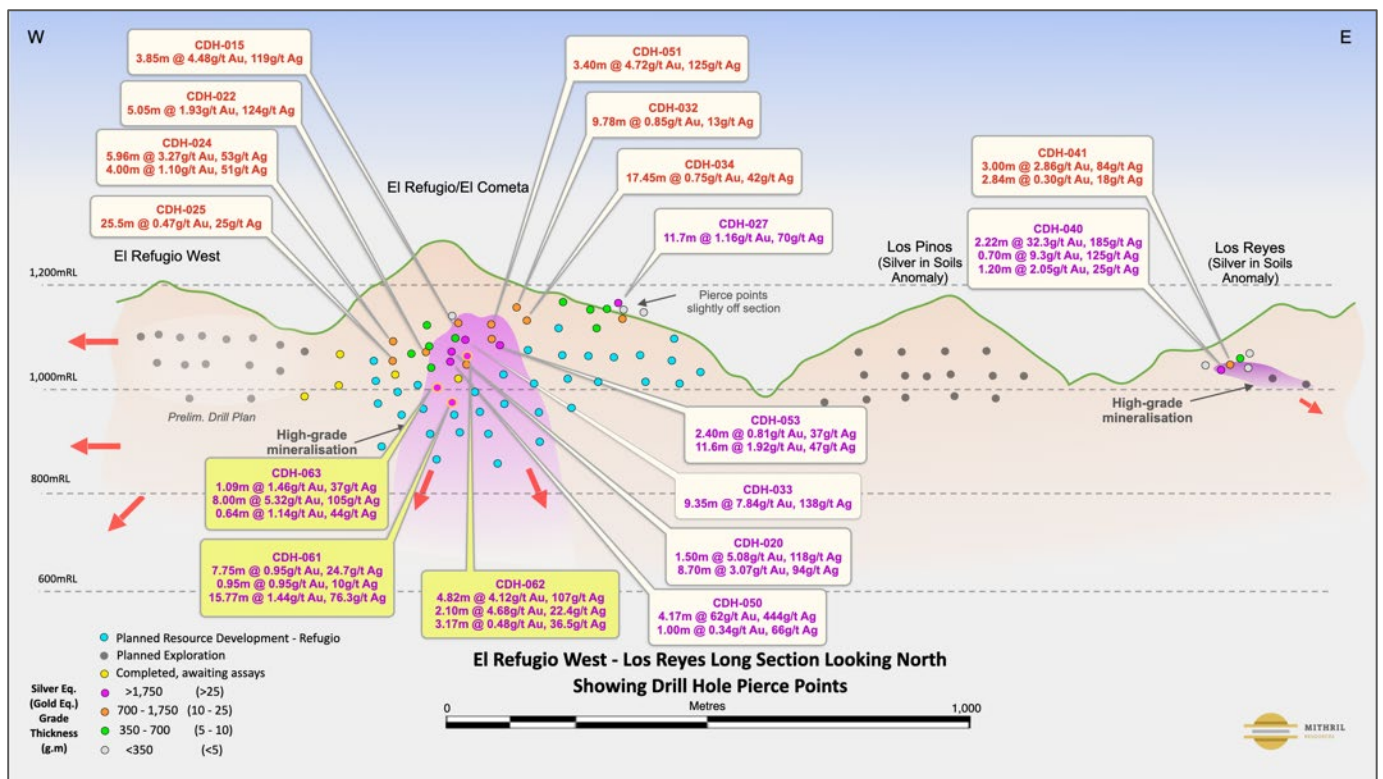 W
E
CDH-015
3.85m @ 4.48g/t Au, 119g/t Ag
CDH-022
5.05m @ 1.93g/t Au, 124g/t Ag
CDH-024
5.96m @ 3.27g/t Au, 53g/t Ag
4.00m @ 1.10g/t Au, 51g/t Ag
CDH-025
25.5m @ 0.47g/t Au, 25g/t Ag
El Refugio West
El Refugio/El Cometa
CDH-051
3.40m @ 4.72g/t Au, 125g/t Ag
CDH-032
9.78m @ 0.85g/t Au, 13g/t Ag
CDH-034
17.45m @ 0.75g/t Au, 42g/t Ag
CDH-027
11.7m @ 1.16g/t Au, 70g/t Ag
Pierce points
slightly off section
Los Pinos
(Silver in Soils
Anomaly)
CDH-041
3.00m @ 2.86g/t Au, 84g/t Ag
2.84m @ 0.30g/t Au, 18g/t Ag
CDH-040
2.22m @ 32.3g/t Au, 185g/t Ag
0.70m @ 9.3g/t Au, 125g/t Ag
1.20m @ 2.05g/t Au, 25g/t Ag
Los Reyes
(Silver in Soils
Anomaly)
1,200mRL
1,000mRL
800mRL
600mRL
Prelim. Drill Plan
High-grade
mineralisation
High-grade
mineralisation
CDH-063
1.09m @ 1.46g/t Au, 37g/t Ag
8.00m @ 5.32g/t Au, 105g/t Ag
0.64m @ 1.14g/t Au, 44g/t Ag
CDH-061
7.75m @ 0.95g/t Au, 24.7g/t Ag
0.95m @ 0.95g/t Au, 10g/t Ag
15.77m @ 1.44g/t Au, 76.3g/t Ag
CDH-062
4.82m @ 4.12g/t Au, 107g/t Ag
2.10m @ 4.68g/t Au, 22.4g/t Ag
3.17m @ 0.48g/t Au, 36.5g/t Ag
CDH-053
2.40m @ 0.81g/t Au, 37g/t Ag
11.6m @ 1.92g/t Au, 47g/t Ag
CDH-033
9.35m @ 7.84g/t Au, 138g/t Ag
CDH-020
1.50m @ 5.08g/t Au, 118g/t Ag
8.70m @ 3.07g/t Au, 94g/t Ag
CDH-050
4.17m @ 62g/t Au, 444g/t Ag
1.00m @ 0.34g/t Au, 66g/t Ag
Planned Resource Development - Refugio
Planned Exploration
Completed, awaiting assays
Silver Eq.
(Gold Eq.)
Grade
Thickness
(g.m)
>1,750 (>25)
700 - 1,750 (10 - 25)
350 - 700 (5 - 10)
<350 (<5)
El Refugio West - Los Reyes Long Section Looking North
Showing Drill Hole Pierce Points
0 Metres 1,000
MITHRIL
RESOURCES